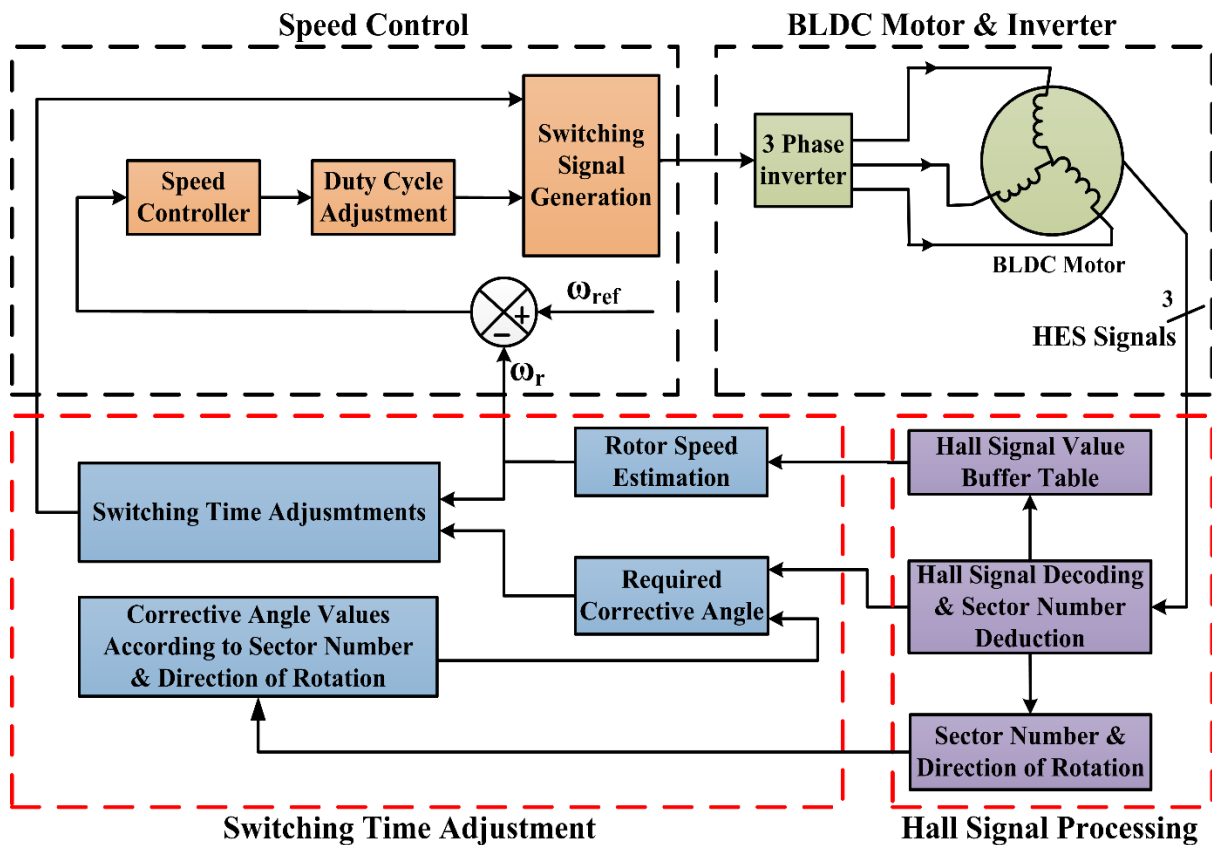 Speed Control
BLDC Motor & Inverter
Switching
Signal
Generation
3 Phase
inverter
Speed
Controller
Duty Cycle
Adjustment
BLDC Motor
ωref
+
−
ωr
3
HES Signals
Rotor Speed
Estimation
Hall Signal Value
Buffer Table
Switching Time Adjusmtments
Required
Corrective Angle
Hall Signal Decoding
& Sector Number
Deduction
Corrective Angle Values
According to Sector Number
& Direction of Rotation
Sector Number &
Direction of Rotation
Switching Time Adjustment
Hall Signal Processing